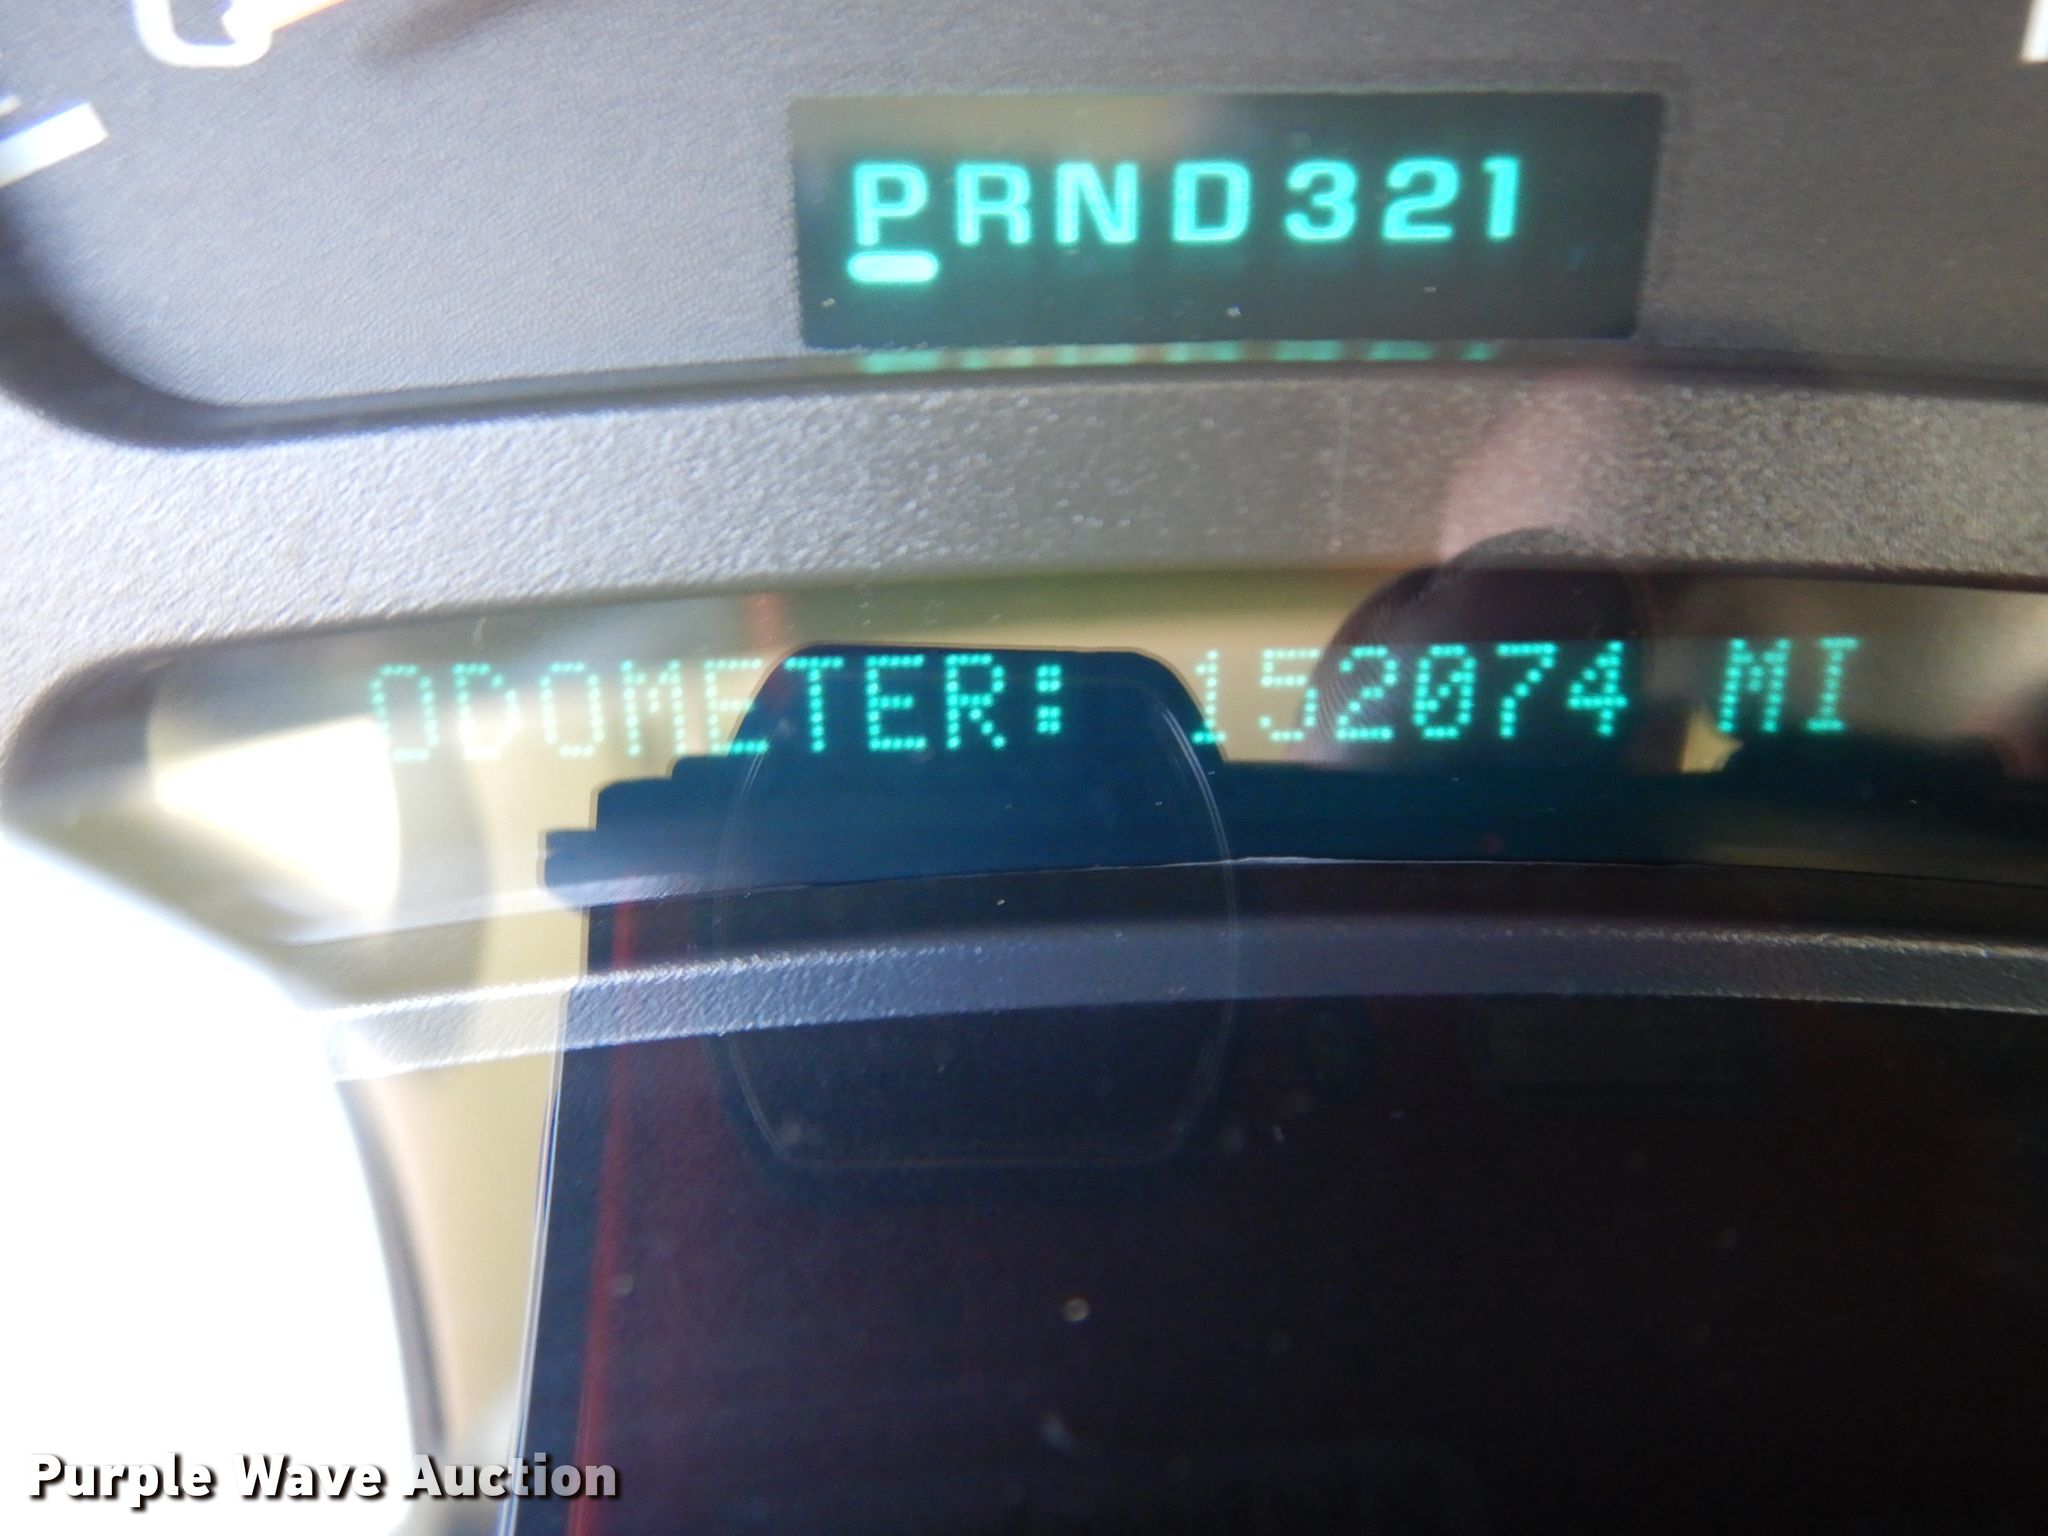 PRND321
ODOMETER: 152074 MI
Purple Wave Auction